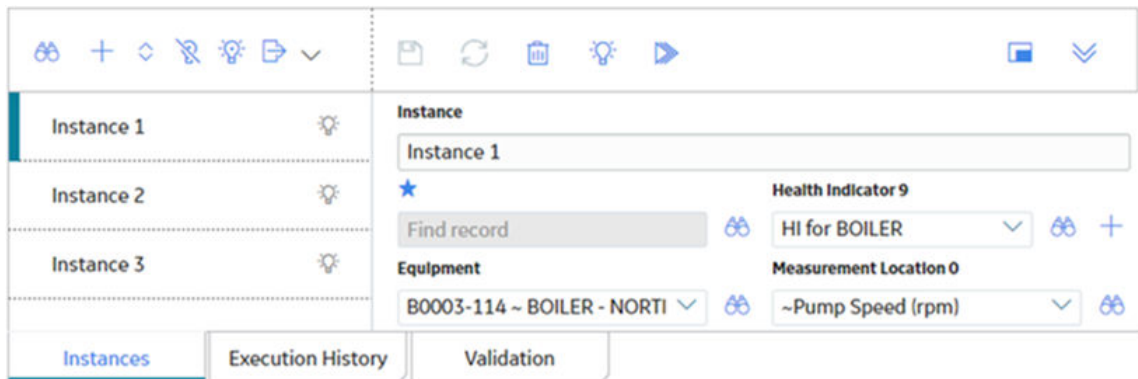 Instance 1
Instance 2
Instance 3
Instance
Instance 1
Find record
Health Indicator 9
HI for BOILER
Equipment
B0003-114 ~ BOILER - NORTI
Measurement Location 0
~Pump Speed (rpm)
Instances
Execution History
Validation